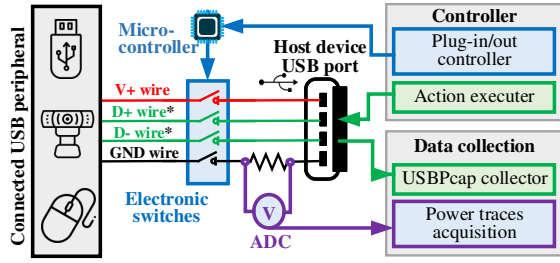 Connected USB peripheral
Micro-
controller
V+ wire
D+ wire*
D- wire*
GND wire
Electronic
switches
Host device
USB port
V
ADC
Controller
Plug-in/out
controller
Action executer
Data collection
USBPcap collector
Power traces
acquisition